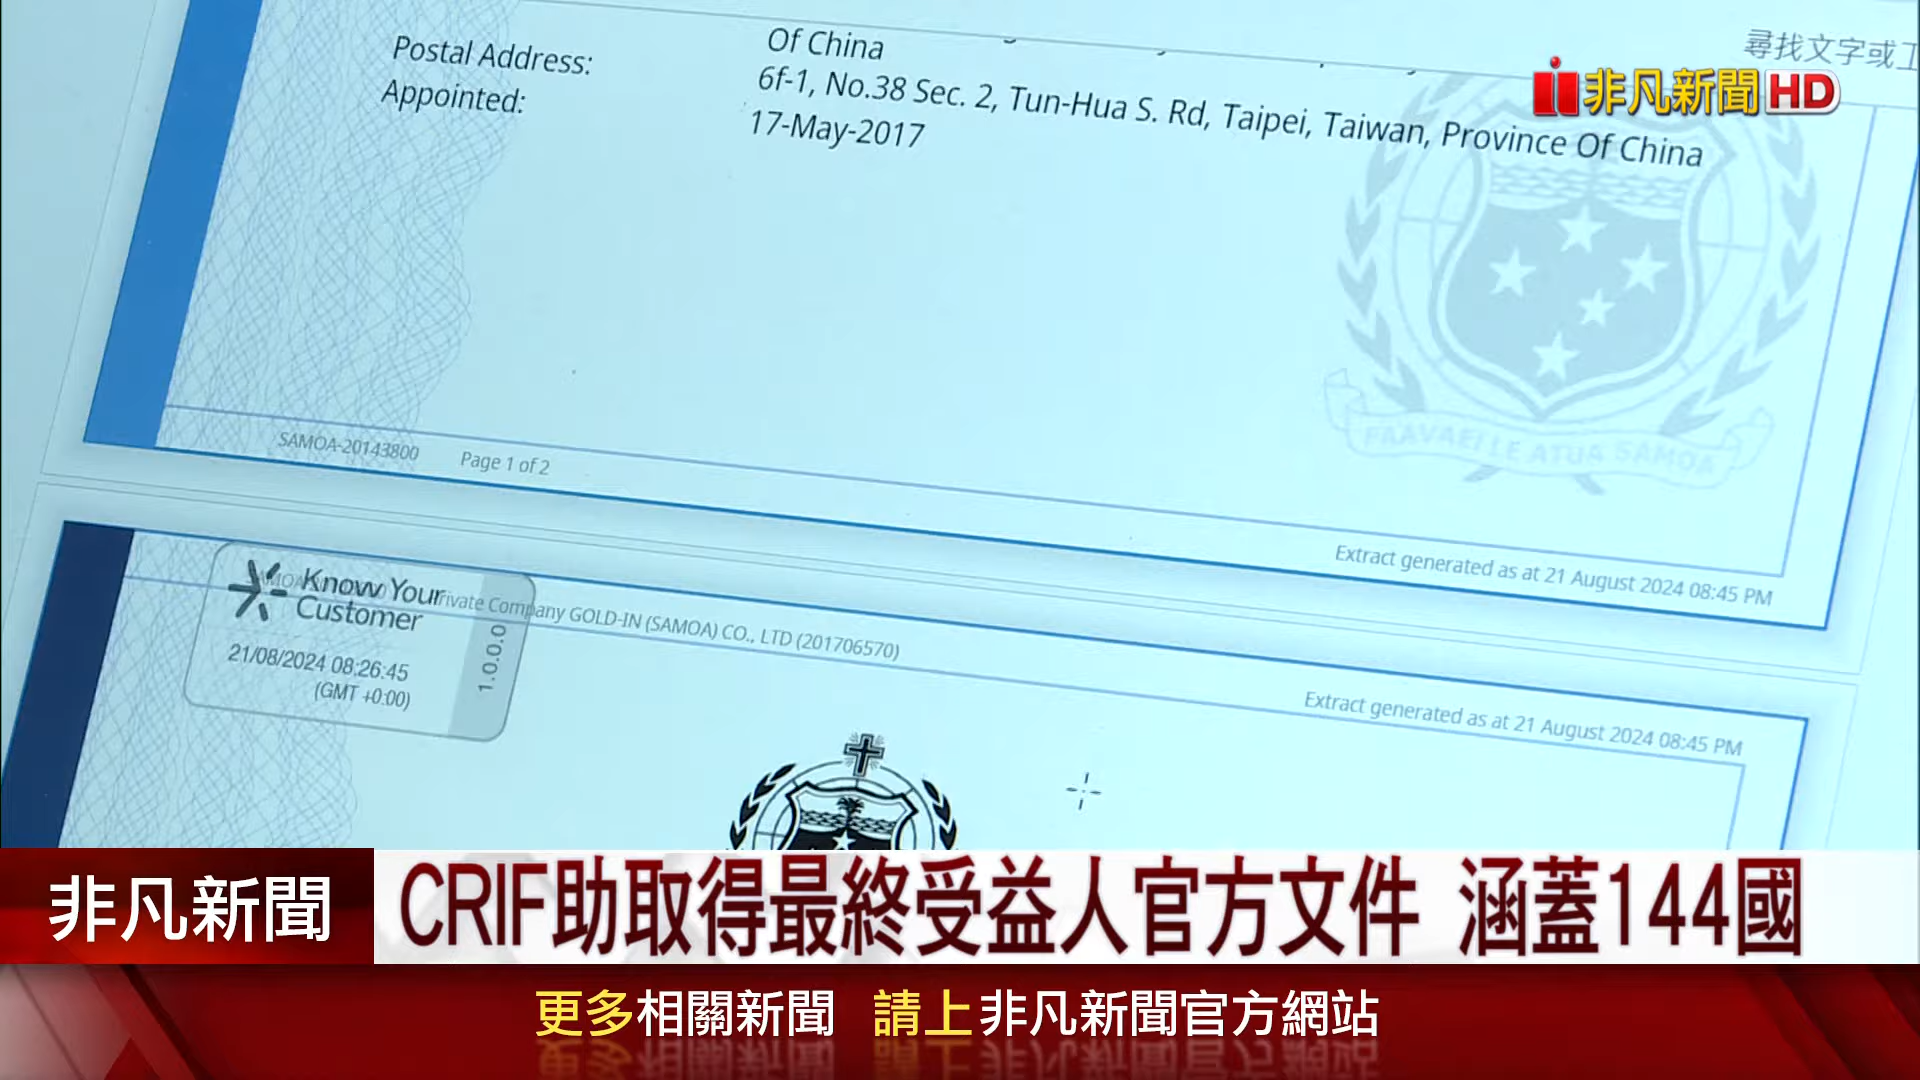 尋找文字或工
非凡新聞HD
Of China
Postal Address:
6f-1, No.38 Sec. 2, Tun-Hua S. Rd, Taipei, Taiwan, Province Of China
Appointed:
17-May-2017
FAAVAE I LE ATUA SAMOA
SAMOA-20143800
Page 1 of 2
Extract generated as at 21 August 2024 08:45 PM
Know Your
Customer
21/08/2024 08:26:45
(GMT +0:00)
1.0.0.0
Private Company GOLD-IN (SAMOA) CO., LTD (201706570)
Extract generated as at 21 August 2024 08:45 PM
非凡新聞
CRIF助取得最終受益人官方文件 涵蓋144國
更多相關新聞 請上非凡新聞官方網站